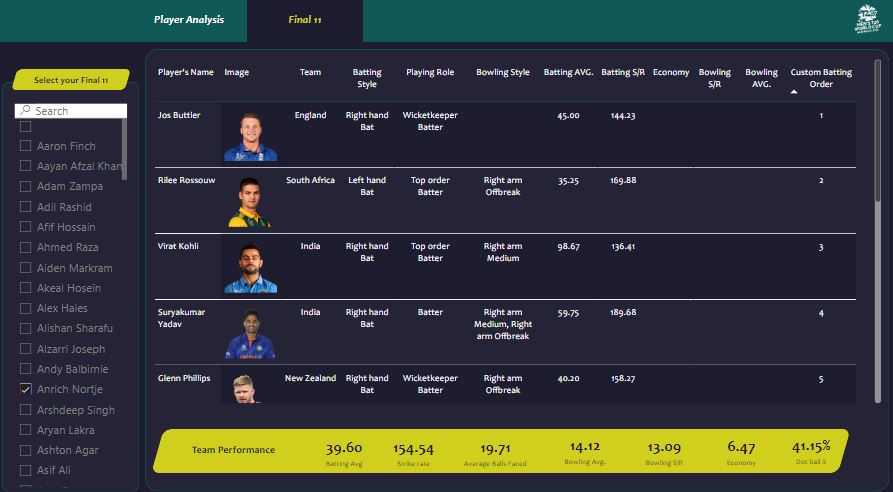 Player Analysis
Final 11
MEN'S T20
WORLD CUP
Select your Final 11
Search
Aaron Finch
Aayan Afzal Khan
Adam Zampa
Adil Rashid
Afif Hossain
Ahmed Raza
Aiden Markram
Akeal Hosein
Alex Hales
Alishan Sharafu
Alzarri Joseph
Andy Balbirnie
Anrich Nortje
Arshdeep Singh
Aryan Lakra
Ashton Agar
Asif Ali
Player's Name Image Team Batting Style Playing Role Bowling Style Batting AVG. Batting S/R Economy Bowling S/R Bowling AVG. Custom Batting Order
Jos Buttler England Right hand Bat Wicketkeeper Batter 45.00 144.23 1
Rilee Rossouw South Africa Left hand Bat Top order Batter Right arm Offbreak 35.25 169.88 2
Virat Kohli India Right hand Bat Top order Batter Right arm Medium 98.67 136.41 3
Suryakumar Yadav India Right hand Bat Batter Right arm Medium, Right arm Offbreak 59.75 189.68 4
INDIA
Glenn Phillips New Zealand Right hand Bat Wicketkeeper Batter Right arm Offbreak 40.20 158.27 5
Team Performance
39.60 154.54 19.71 14.12 13.09 6.47 41.15%
Batting Avg Strike rate Average Balls Faced Bowling Avg. Bowling S/R Economy Dot ball %